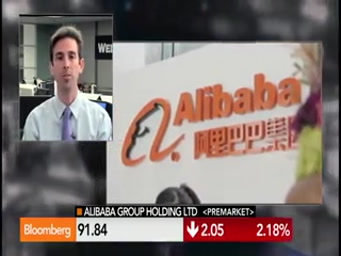 WE
Alibaba
阿里巴巴集
ALIBABA GROUP HOLDING LTD <PREMARKET>
Bloomberg 91.84 2.05 2.18%